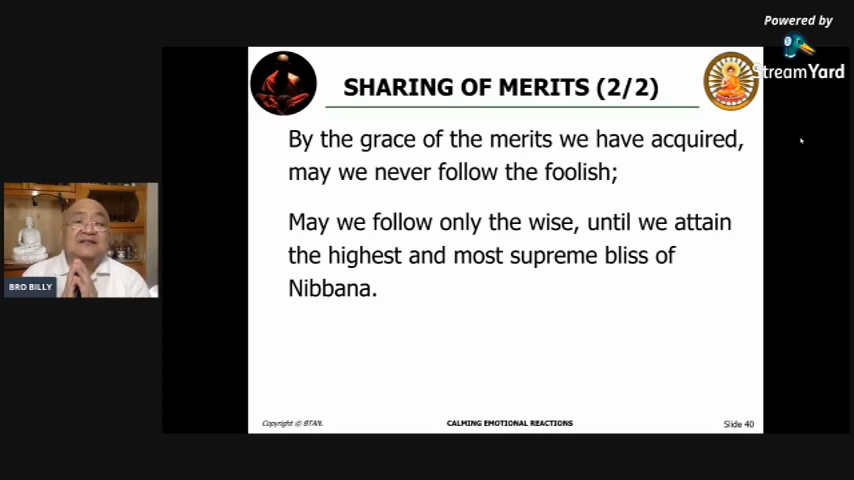 Powered by
StreamYard
SHARING OF MERITS (2/2)
By the grace of the merits we have acquired,
may we never follow the foolish;
May we follow only the wise, until we attain
the highest and most supreme bliss of
Nibbana.
BRO BILLY
Copyright © BTAN.
CALMING EMOTIONAL REACTIONS
Slide 40